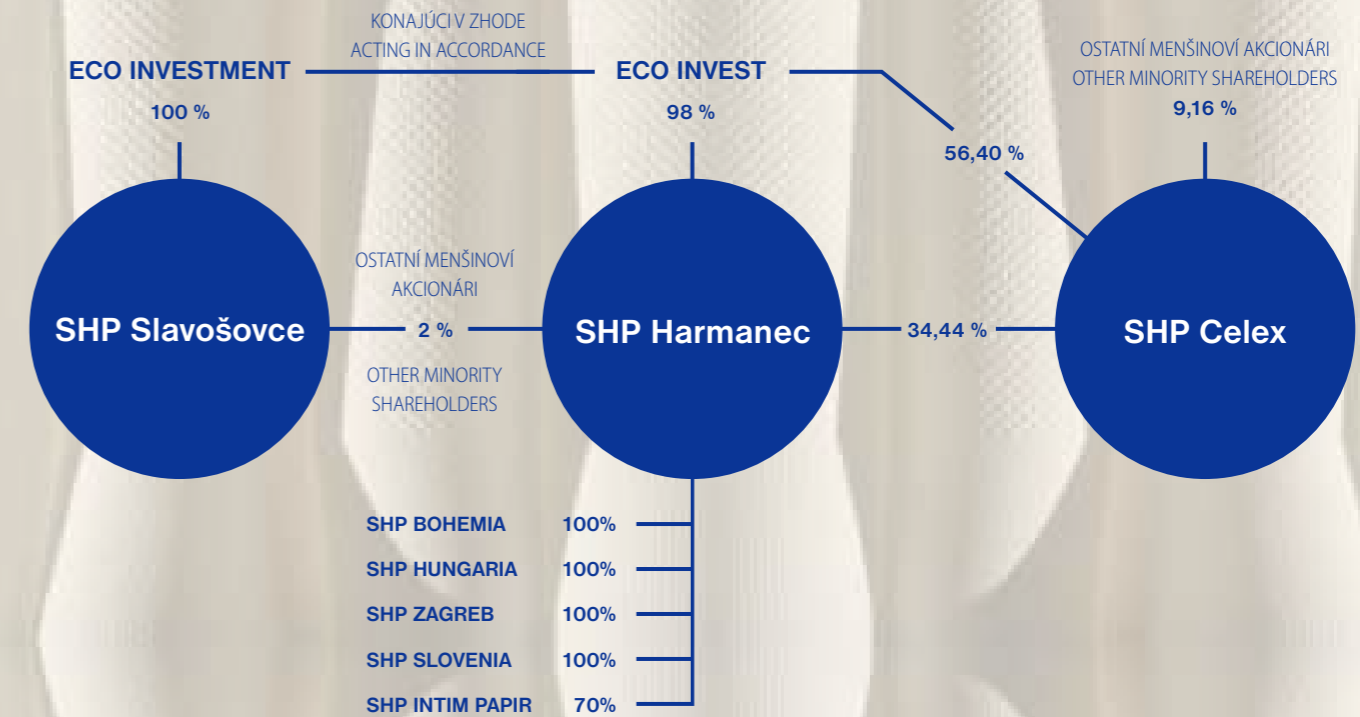 KONAJÚCI V ZHODE
ACTING IN ACCORDANCE
ECO INVESTMENT
100 %
ECO INVEST
98 %
OSTATNÍ MENŠINOVÍ AKCIONÁRI
OTHER MINORITY SHAREHOLDERS
9,16 %
56,40 %
SHP Slavošovce
OSTATNÍ MENŠINOVÍ
AKCIONÁRI
2 %
OTHER MINORITY
SHAREHOLDERS
SHP Harmanec
34,44 %
SHP Celex
SHP BOHEMIA 100%
SHP HUNGARIA 100%
SHP ZAGREB 100%
SHP SLOVENIA 100%
SHP INTIM PAPIR 70%